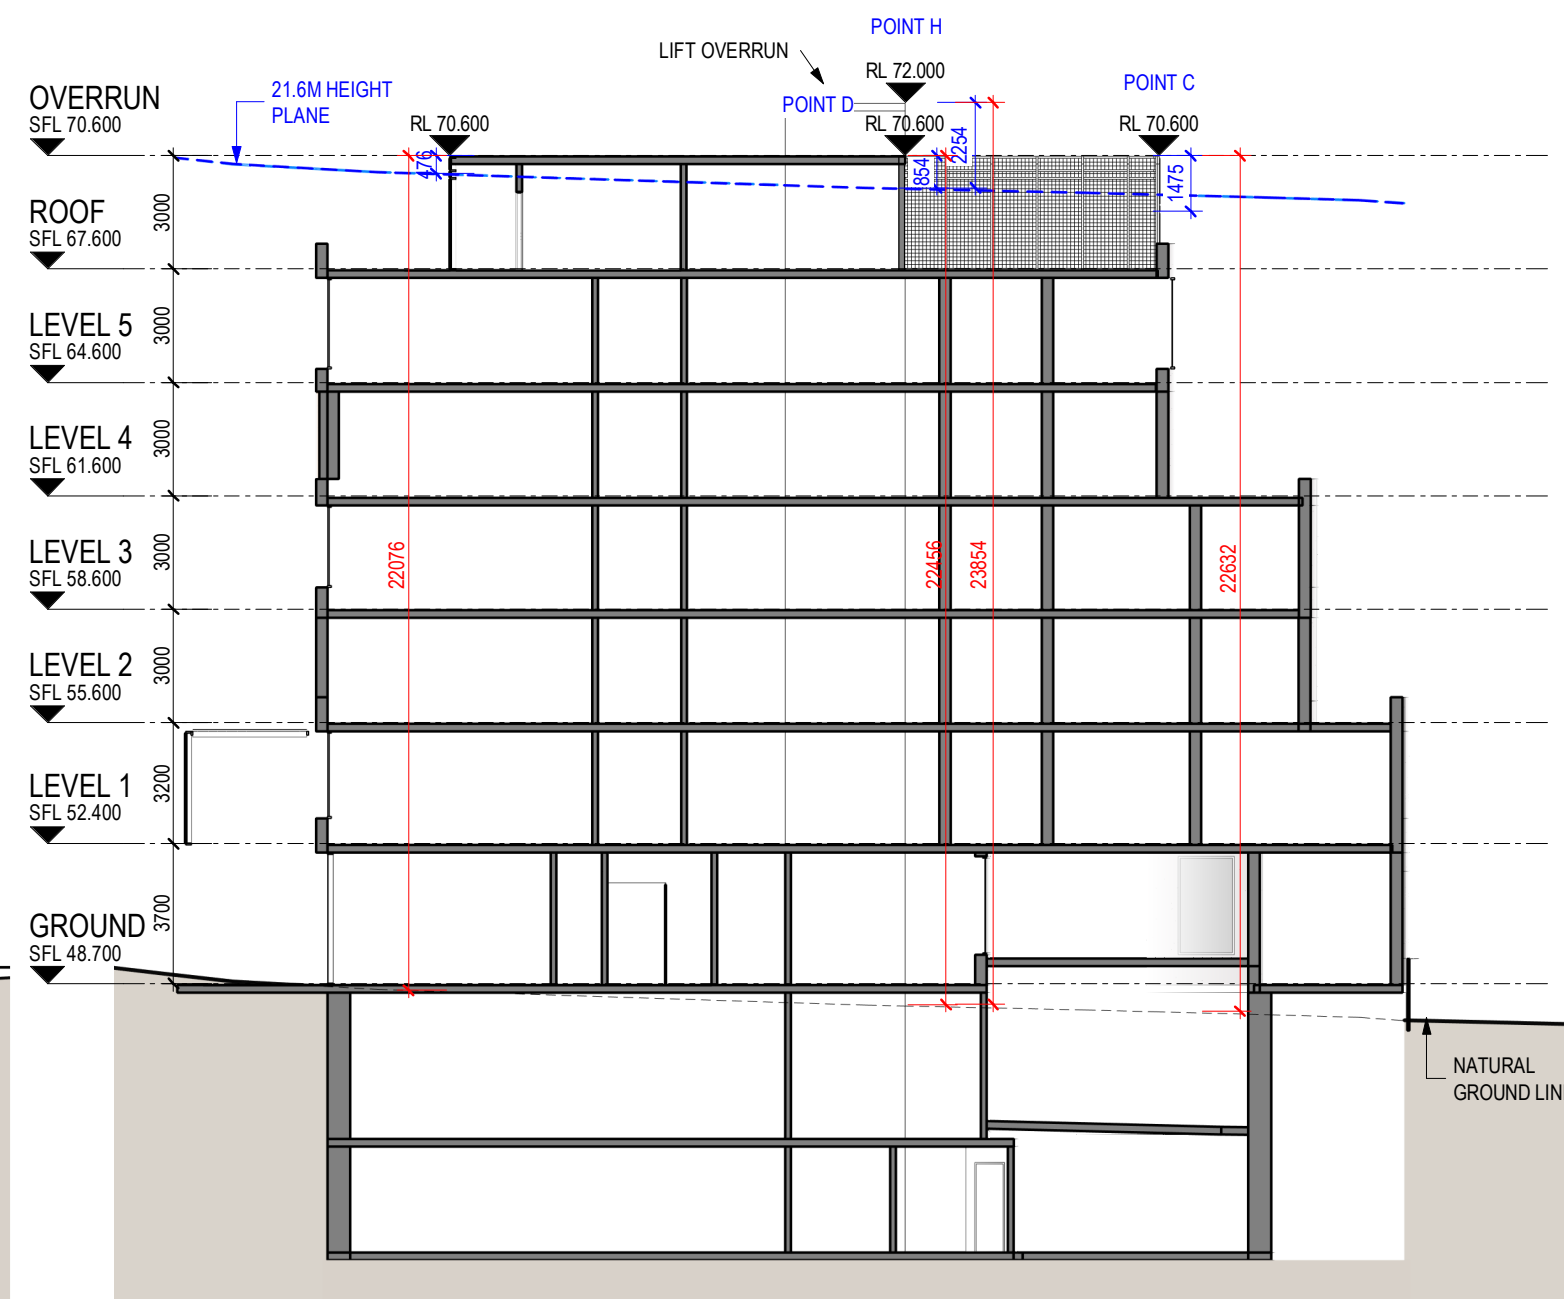 POINT H
LIFT OVERRUN
RL 72.000
POINT C
21.6M HEIGHT
PLANE
OVERRUN
SFL 70.600
POINT D
RL 70.600
RL 70.600
RL 70.600
476
854
2254
1475
ROOF
SFL 67.600
3000
LEVEL 5
SFL 64.600
3000
LEVEL 4
SFL 61.600
3000
LEVEL 3
SFL 58.600
3000
22076
22456
23854
22632
LEVEL 2
SFL 55.600
3000
LEVEL 1
SFL 52.400
3200
GROUND
SFL 48.700
3700
NATURAL
GROUND LIN